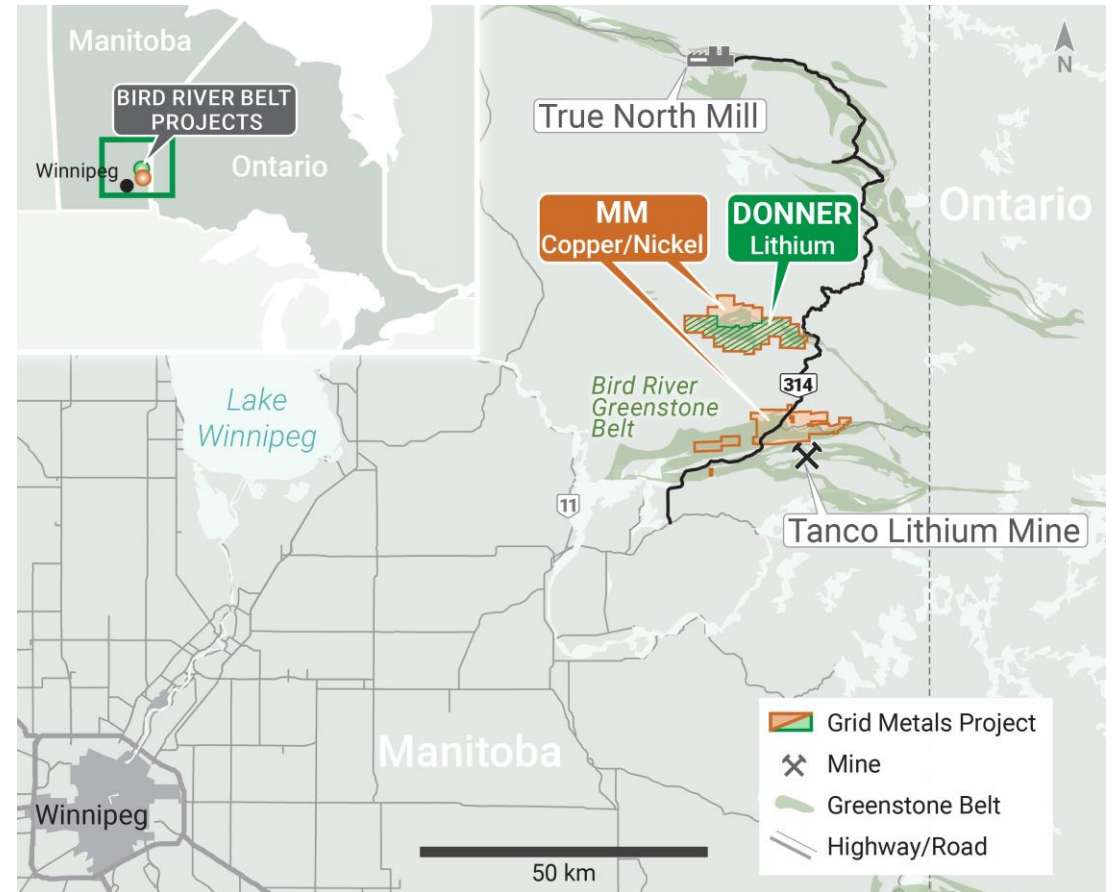 Manitoba
BIRD RIVER BELT
PROJECTS
Winnipeg
Ontario
True North Mill
N
Ontario
MM
Copper/Nickel
DONNER
Lithium
314
Bird River
Greenstone
Belt
Lake
Winnipeg
11
Tanco Lithium Mine
Manitoba
Winnipeg
50 km
Grid Metals Project
Mine
Greenstone Belt
Highway/Road